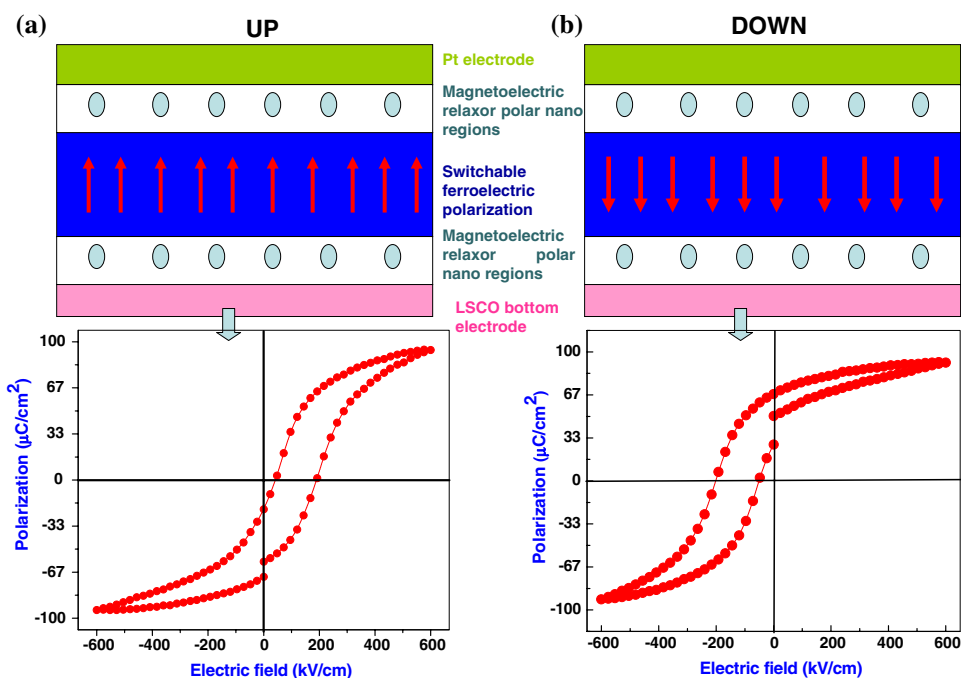 (a)
UP
(b)
DOWN
Pt electrode
Magnetoelectric
relaxor polar nano
regions
Switchable
ferroelectric
polarization
Magnetoelectric
relaxor polar
nano regions
LSCO bottom
electrode
Polarization (μC/cm2)
100
67
33
0
-33
-67
-100
-600 -400 -200 0 200 400 600
Electric field (kV/cm)
Polarization (μC/cm2)
100
67
33
0
-33
-67
-100
-600 -400 -200 0 200 400 600
Electric field (kV/cm)